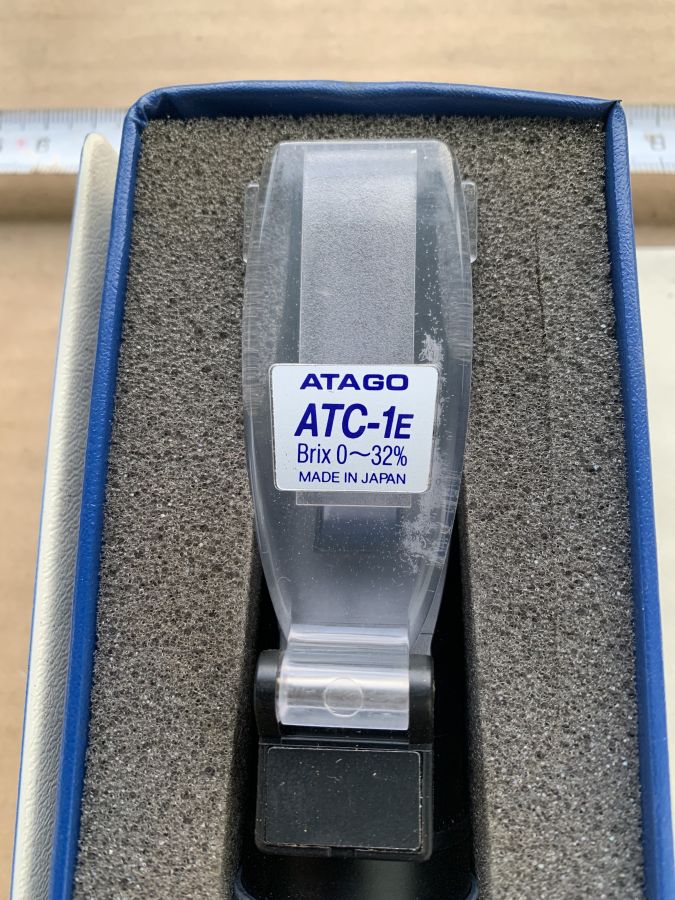 ATAGO
ATC-1E
Brix 0～32%
MADE IN JAPAN